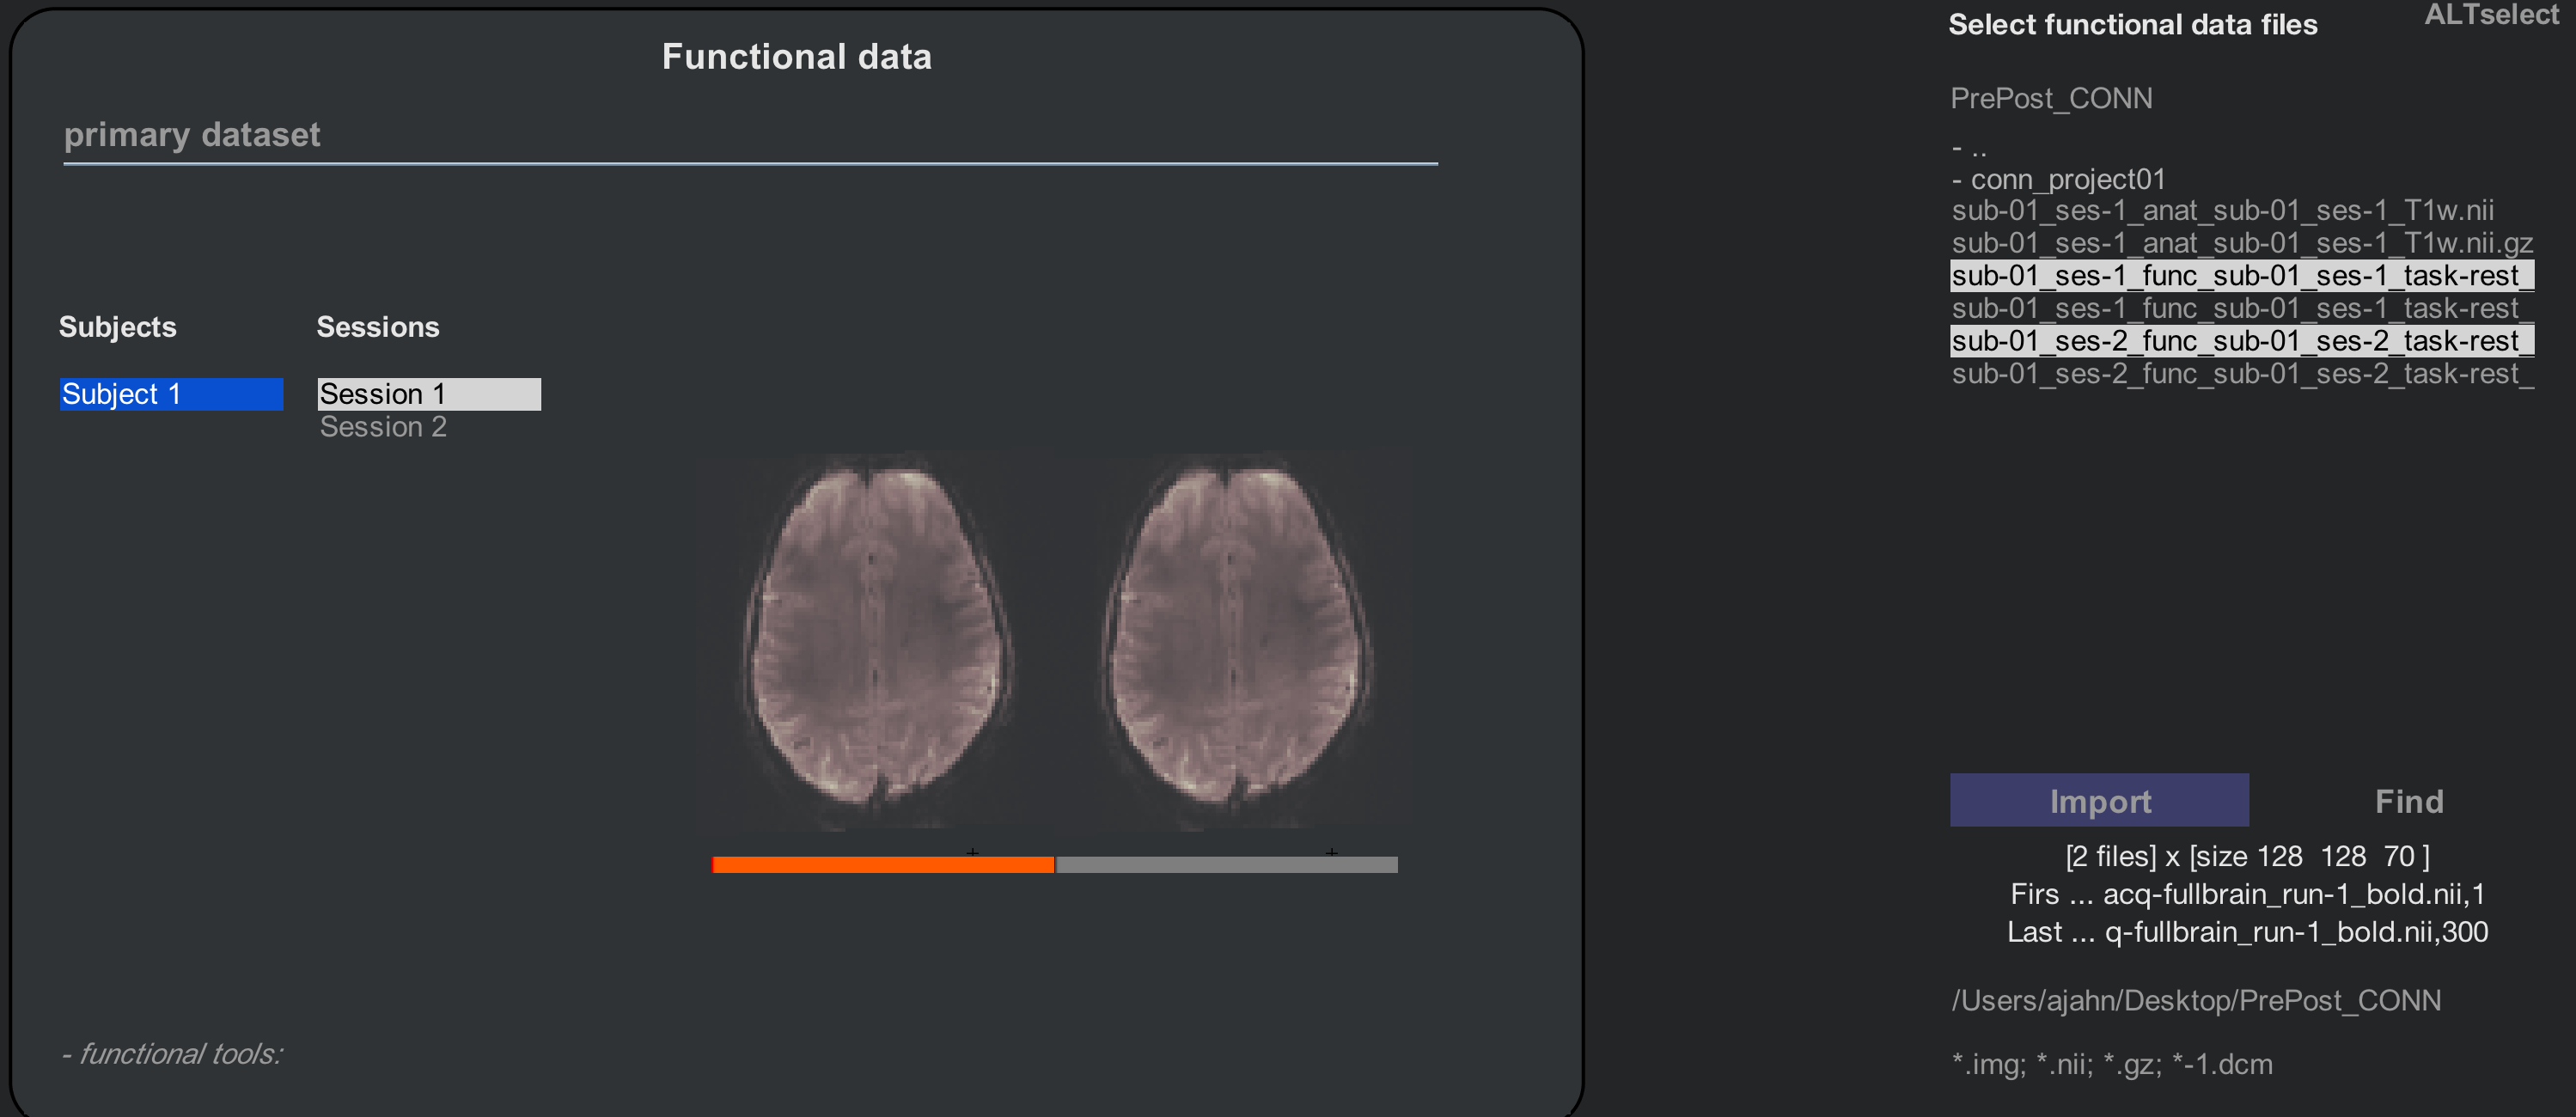 Functional data
primary dataset
Subjects
Sessions
Subject 1
Session 1
Session 2
- functional tools:
Select functional data files
ALTselect
PrePost_CONN
- ..
- conn_project01
sub-01_ses-1_anat_sub-01_ses-1_T1w.nii
sub-01_ses-1_anat_sub-01_ses-1_T1w.nii.gz
sub-01_ses-1_func_sub-01_ses-1_task-rest_
sub-01_ses-1_func_sub-01_ses-1_task-rest_
sub-01_ses-2_func_sub-01_ses-2_task-rest_
sub-01_ses-2_func_sub-01_ses-2_task-rest_
Import
Find
[2 files] x [size 128 128 70 ]
Firs ... acq-fullbrain_run-1_bold.nii,1
Last ... q-fullbrain_run-1_bold.nii,300
/Users/ajahn/Desktop/PrePost_CONN
*.img; *.nii; *.gz; *-1.dcm